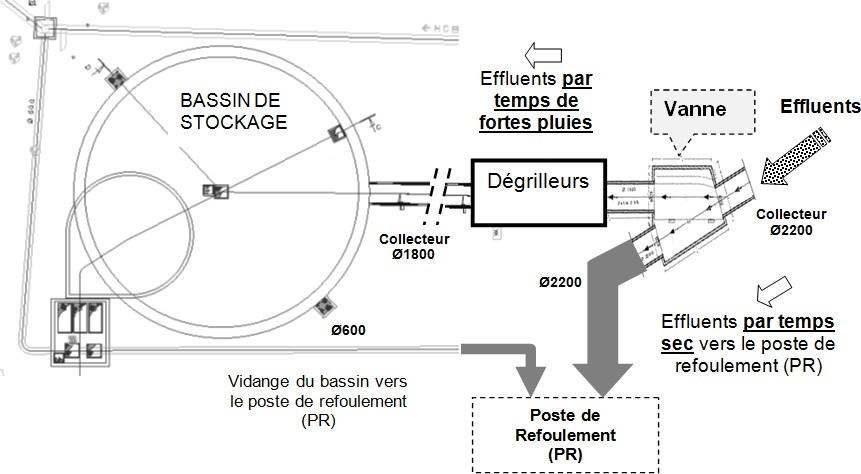 BASSIN DE
STOCKAGE
Effluents par
temps de
fortes pluies
Vanne
Effluents
Dégrilleurs
Collecteur
Ø1800
Collecteur
Ø2200
Ø2200
Ø600
Effluents par temps
sec vers le poste de
refoulement (PR)
Vidange du bassin vers
le poste de refoulement
(PR)
Poste de
Refoulement
(PR)